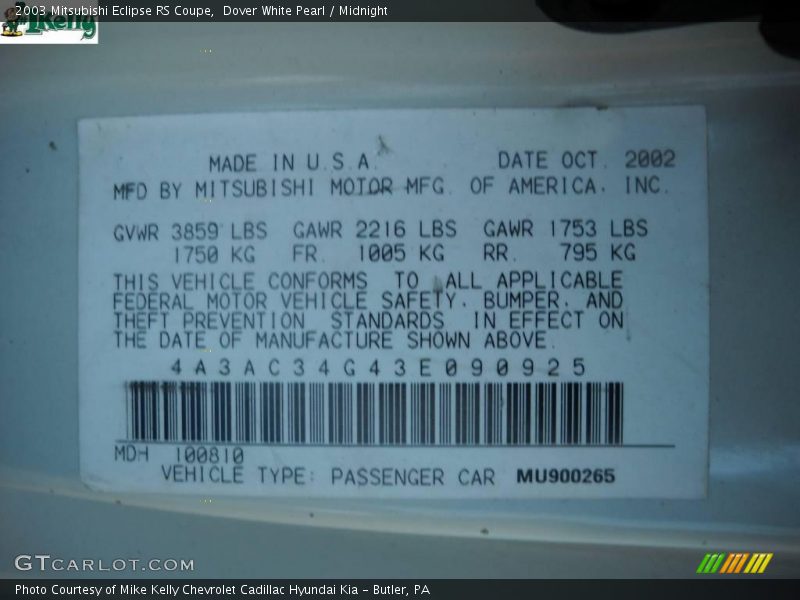 2003 Mitsubishi Eclipse RS Coupe,  Dover White Pearl / Midnight
Kelly
MADE IN U.S.A. DATE OCT. 2002
MFD BY MITSUBISHI MOTOR MFG. OF AMERICA, INC.
GVWR 3859 LBS GAWR 2216 LBS GAWR 1753 LBS
1750 KG FR. 1005 KG RR. 795 KG
THIS VEHICLE CONFORMS TO ALL APPLICABLE
FEDERAL MOTOR VEHICLE SAFETY, BUMPER, AND
THEFT PREVENTION STANDARDS IN EFFECT ON
THE DATE OF MANUFACTURE SHOWN ABOVE.
4A3AC34G43E090925
MDH 100810
VEHICLE TYPE: PASSENGER CAR MU900265
GTCARLOT.COM
Photo Courtesy of Mike Kelly Chevrolet Cadillac Hyundai Kia – Butler, PA